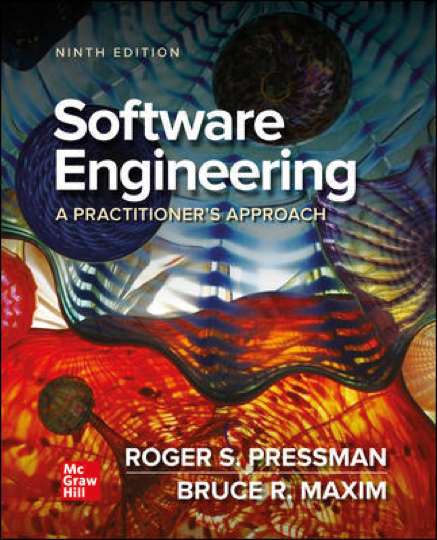 NINTH EDITION
Software
Engineering
A PRACTITIONER'S APPROACH
Mc
Graw
Hill
ROGER S. PRESSMAN
BRUCE R. MAXIM